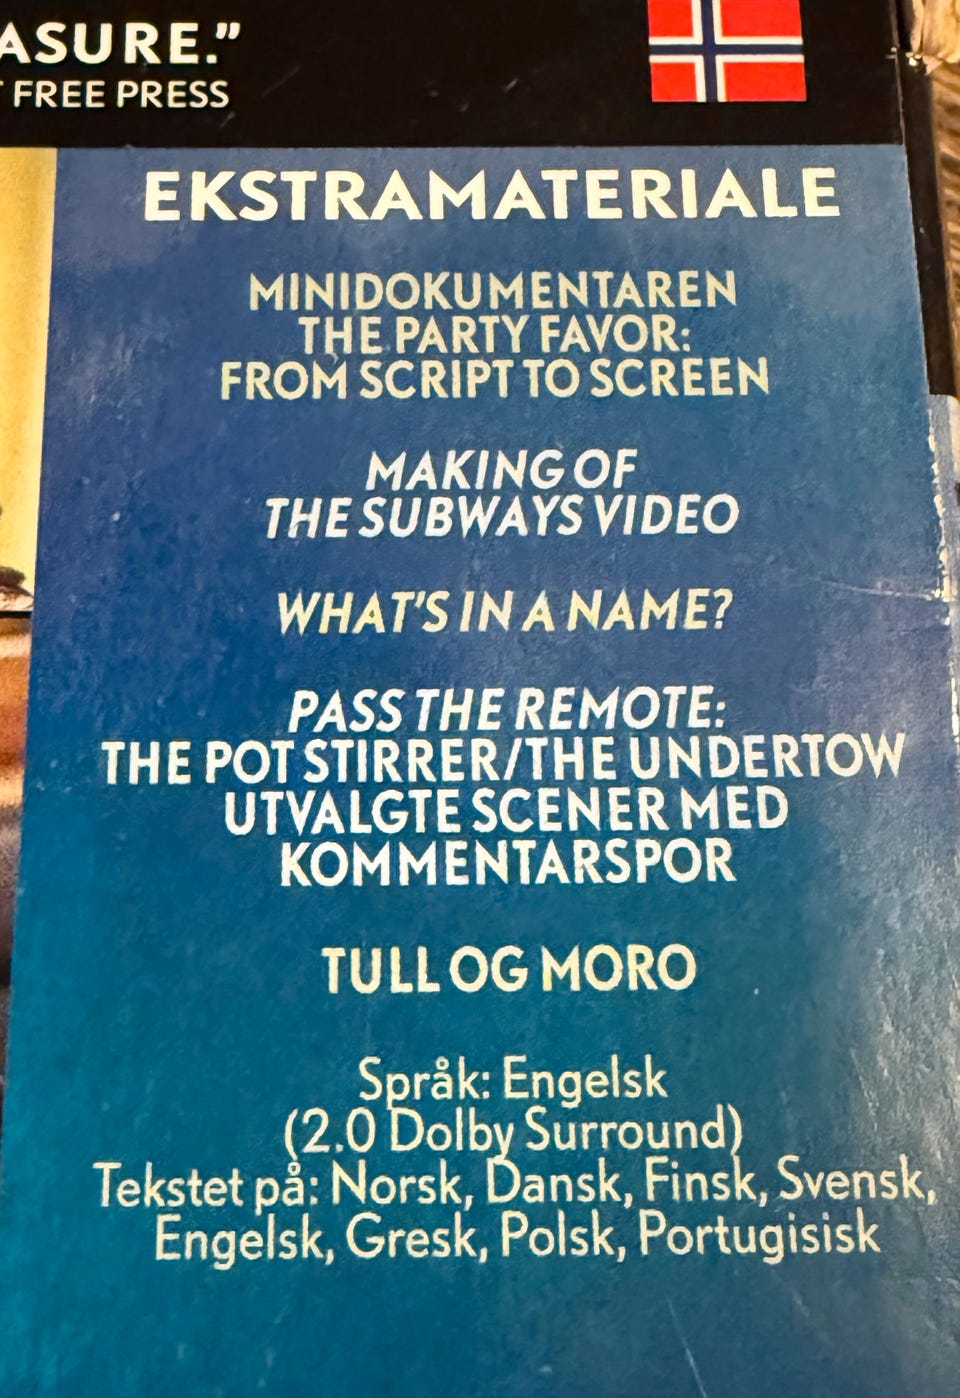 ASURE.”
FREE PRESS
EKSTRAMATERIALE
MINIDOKUMENTAREN
THE PARTY FAVOR:
FROM SCRIPT TO SCREEN
MAKING OF
THE SUBWAYS VIDEO
WHAT'S IN A NAME?
PASS THE REMOTE:
THE POT STIRRER/THE UNDERTOW
UTVALGTE SCENER MED
KOMMENTARSPOR
TULL OG MORO
Språk: Engelsk
(2.0 Dolby Surround)
Tekstet på: Norsk, Dansk, Finsk, Svensk,
Engelsk, Gresk, Polsk, Portugisisk